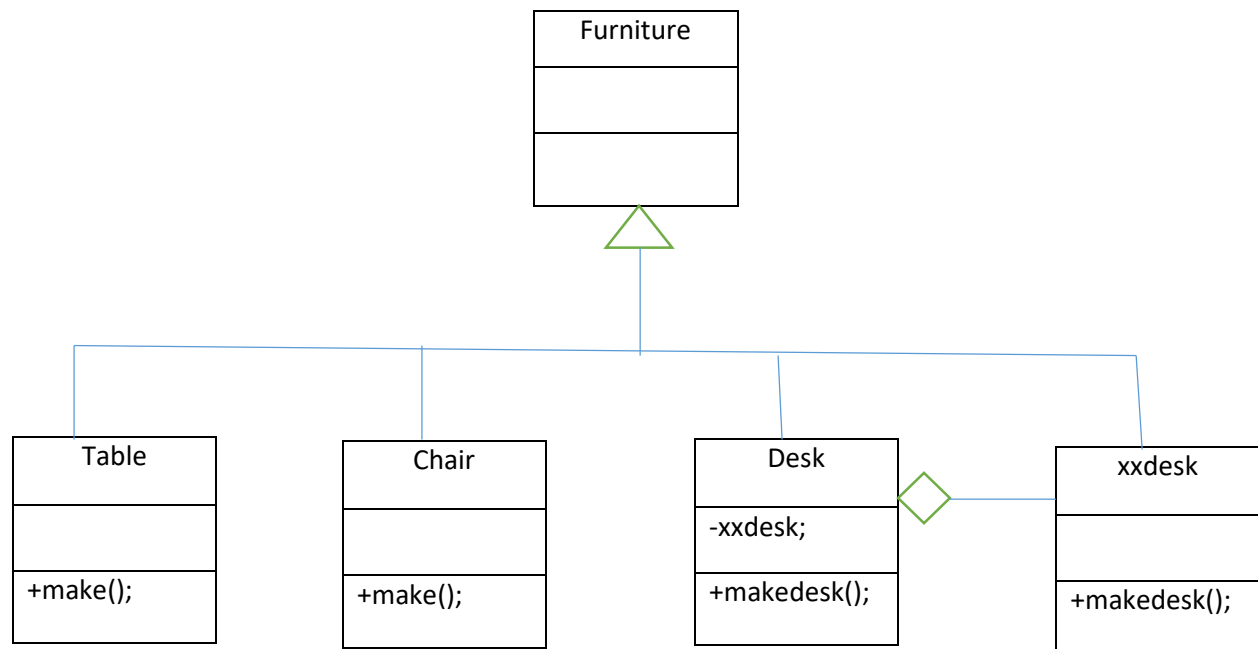 Furniture
Table
+make();
Chair
+make();
Desk
-xxdesk;
+makedesk();
xxdesk
+makedesk();